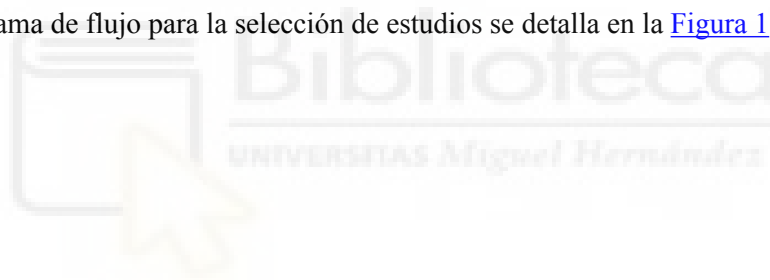 ama de flujo para la selección de estudios se detalla en la Figura 1
Biblioteca
UNIVERSITAS Miguel Hernández